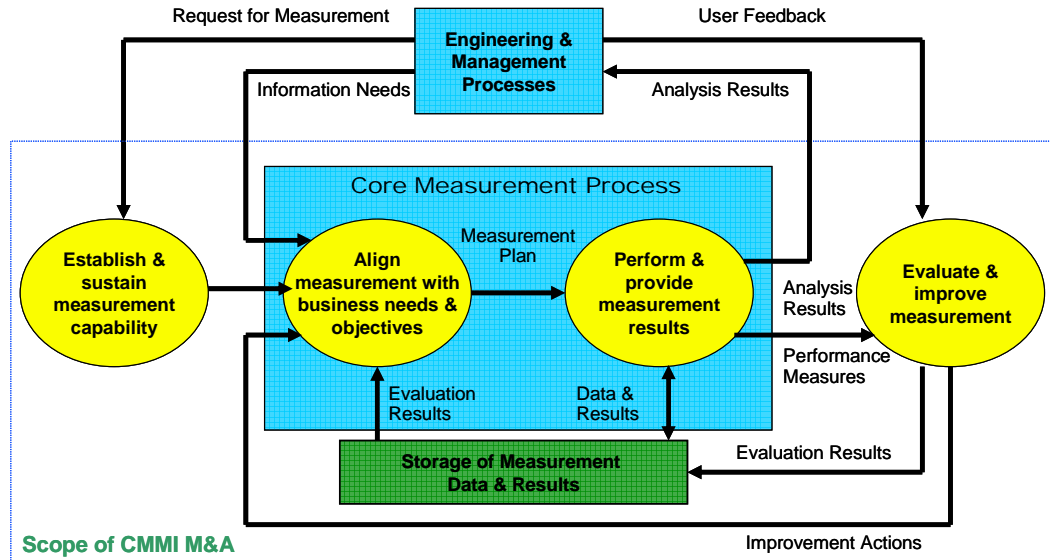 Request for Measurement
User Feedback
Engineering &
Management
Processes
Information Needs
Analysis Results
Core Measurement Process
Establish &
sustain
measurement
capability
Align
measurement with
business needs &
objectives
Measurement
Plan
Perform &
provide
measurement
results
Analysis
Results
Performance
Measures
Evaluate &
improve
measurement
Evaluation
Results
Data &
Results
Storage of Measurement
Data & Results
Evaluation Results
Scope of CMMI M&A
Improvement Actions